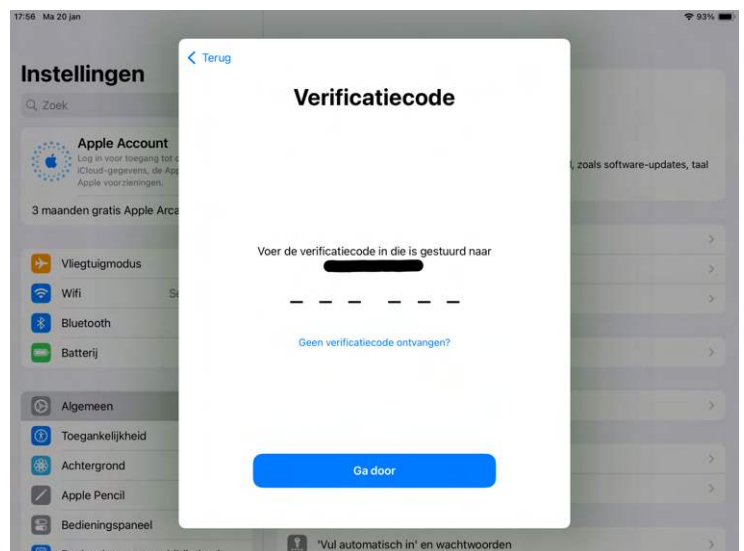 17:56 Ma 20 jan
93%
Instellingen
Zoek
Apple Account
Log in voor toegang tot
iCloud-gegevens, de
Apple voorzieningen.
3 maanden gratis Apple
Vliegtuigmodus
Wifi
Bluetooth
Batterij
Algemeen
Toegankelijkheid
Achtergrond
Apple Pencil
Bedieningspaneel
Terug
Verificatiecode
Voer de verificatiecode in die is gestuurd naar
Geen verificatiecode ontvangen?
Ga door
zoals software-updates, taal
'Vul automatisch in' en wachtwoorden